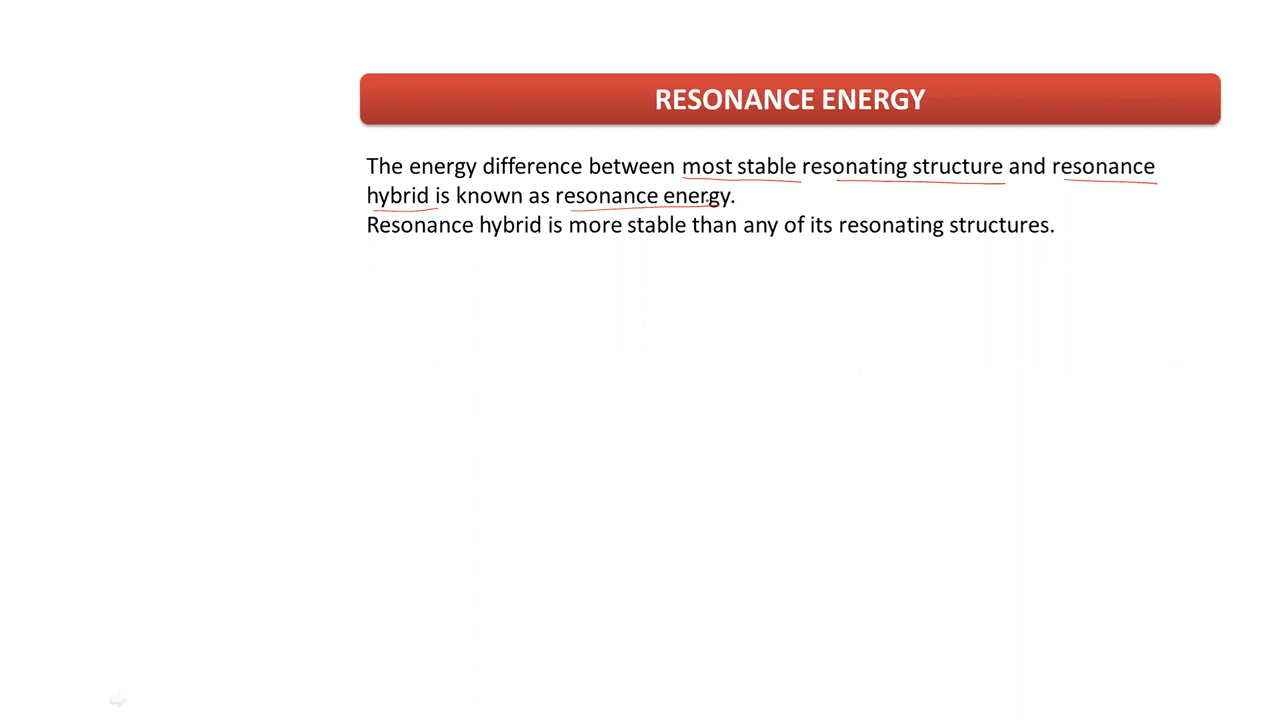 RESONANCE ENERGY
The energy difference between most stable resonating structure and resonance
hybrid is known as resonance energy.
Resonance hybrid is more stable than any of its resonating structures.